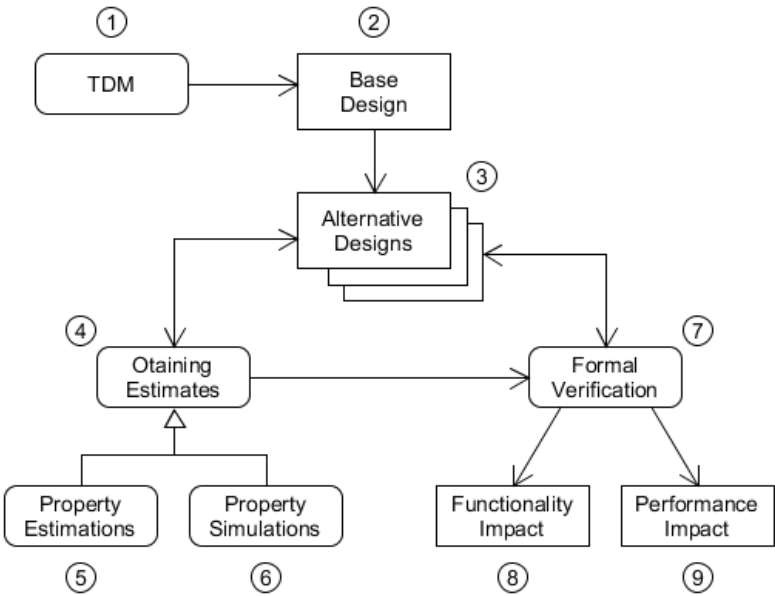 1
2
TDM
Base
Design
3
Alternative
Designs
4
7
Otaining
Estimates
Formal
Verification
Property
Estimations
Property
Simulations
Functionality
Impact
Performance
Impact
5
6
8
9